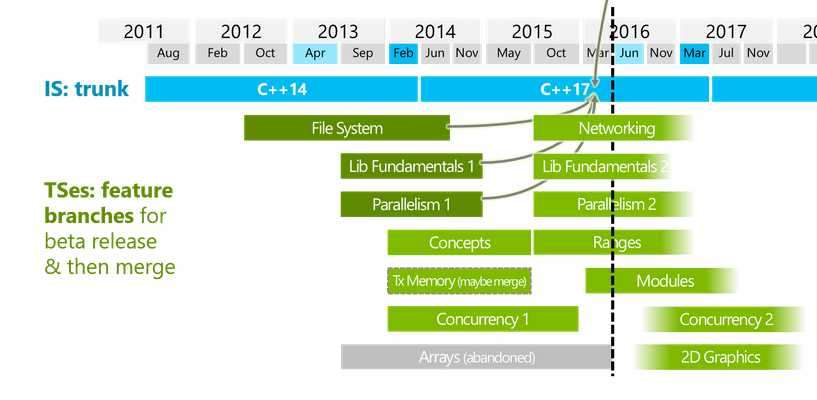 2011 2012 2013 2014 2015 2016 2017
Aug Feb Oct Apr Sep Feb Jun Nov May Oct Mar Jun Nov Mar Jul Nov
IS: trunk C++14 C++17
File System Networking
Lib Fundamentals 1 Lib Fundamentals 2
TSes: feature
branches for
beta release
& then merge
Parallelism 1 Parallelism 2
Concepts Ranges
Tx Memory (maybe merge) Modules
Concurrency 1 Concurrency 2
Arrays (abandoned) 2D Graphics